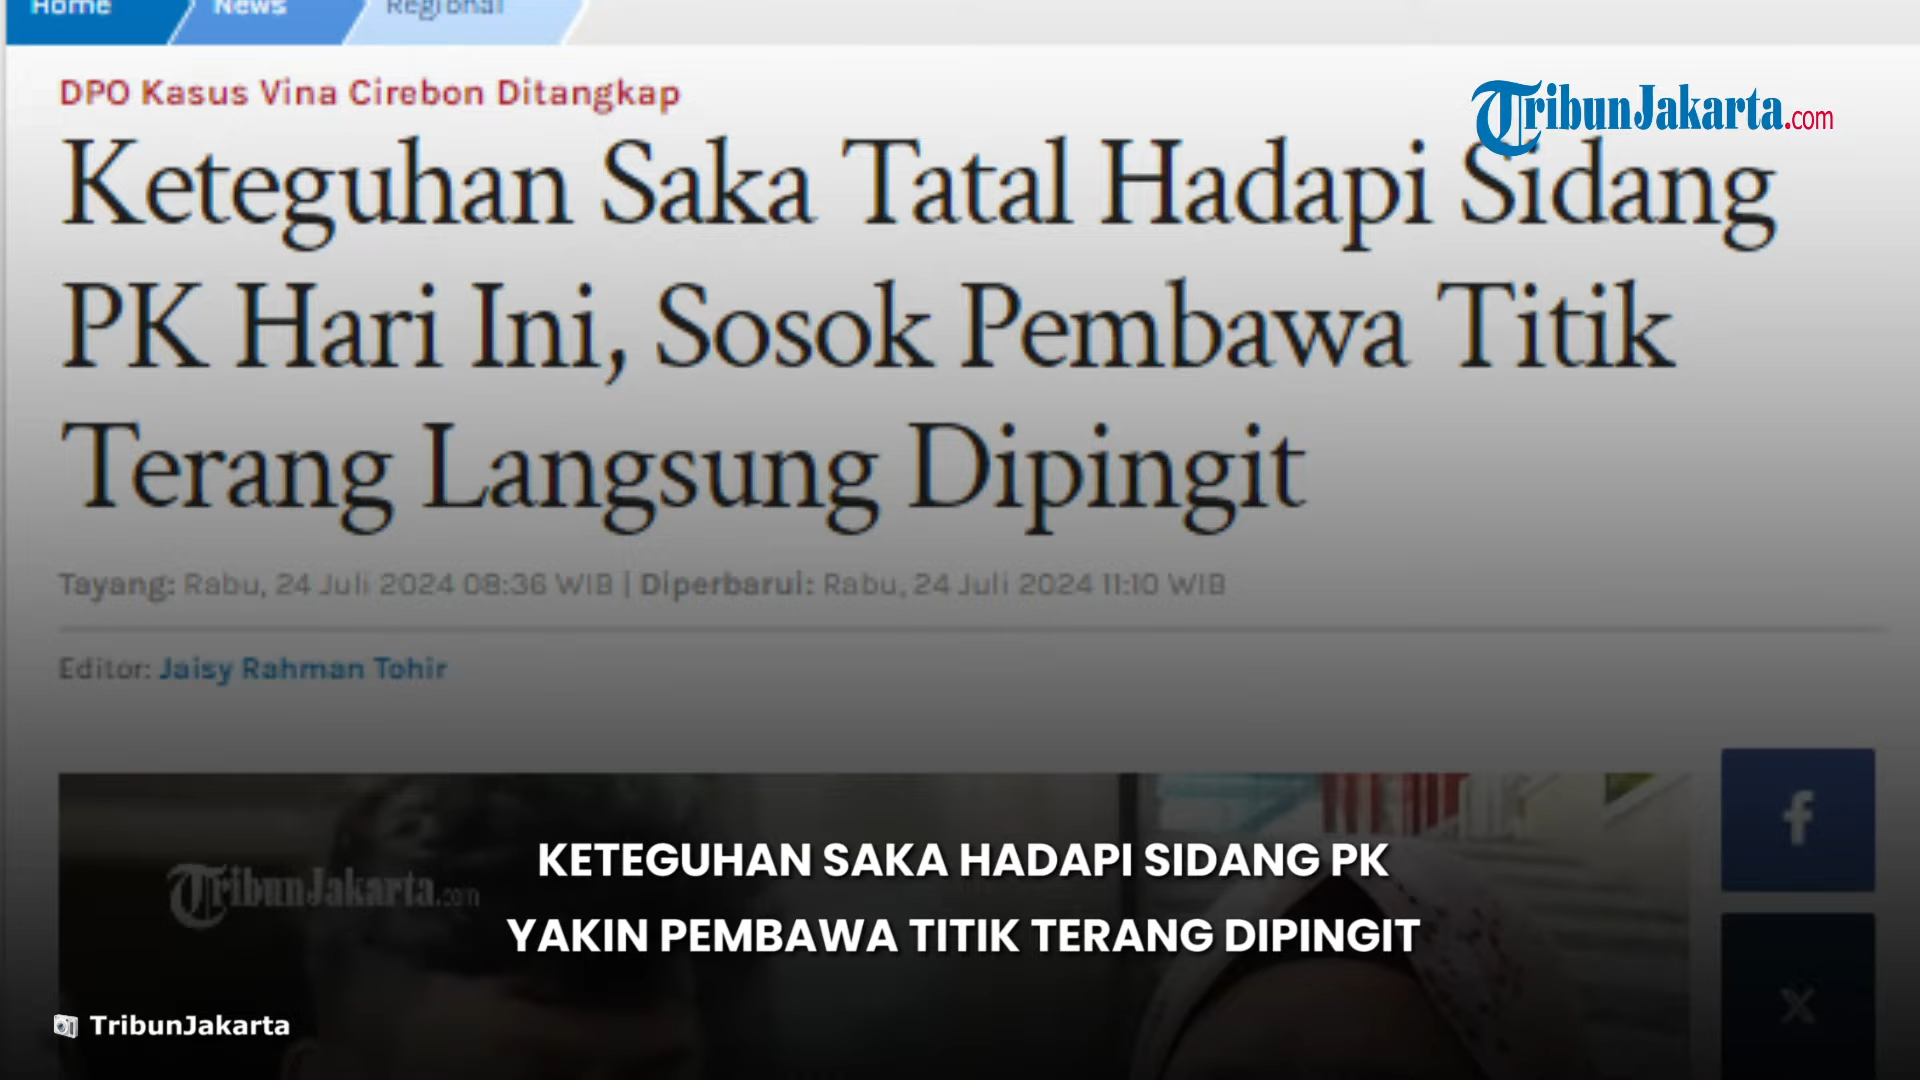 Home
News
Regional
DPO Kasus Vina Cirebon Ditangkap
TribunJakarta.com
Keteguhan Saka Tatal Hadapi Sidang
PK Hari Ini, Sosok Pembawa Titik
Terang Langsung Dipingit
Tayang: Rabu, 24 Juli 2024 08:36 WIB | Diperbarui: Rabu, 24 Juli 2024 11:10 WIB
Editor: Jaisy Rahman Tohir
TribunJakarta.com
KETEGUHAN SAKA HADAPI SIDANG PK
YAKIN PEMBAWA TITIK TERANG DIPINGIT
TribunJakarta